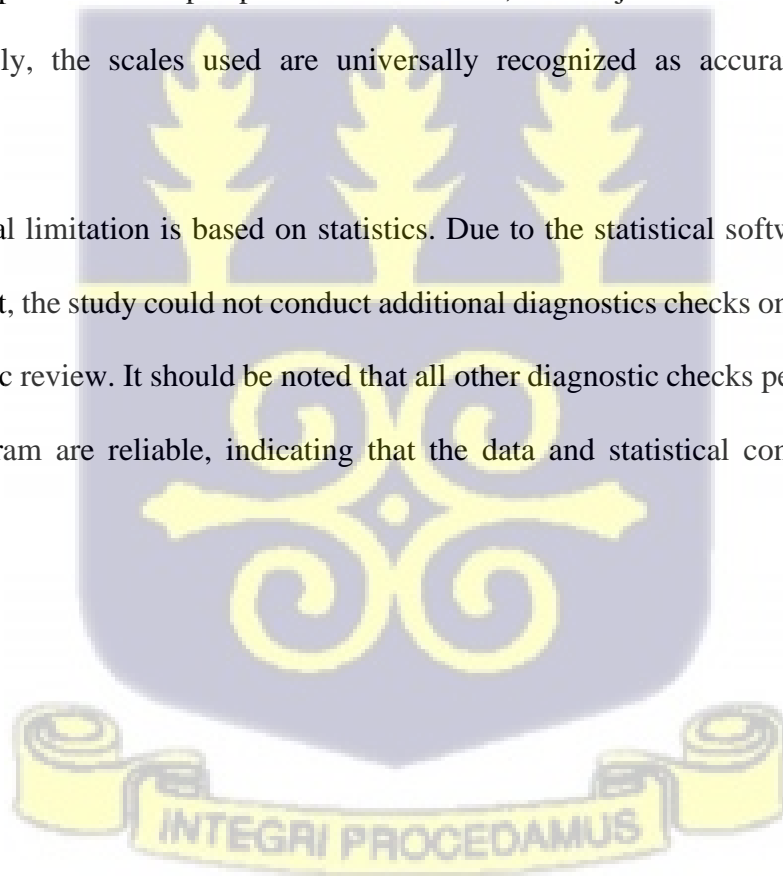 ly, the scales used are universally recognized as accura
al limitation is based on statistics. Due to the statistical softw
t, the study could not conduct additional diagnostics checks on
c review. It should be noted that all other diagnostic checks pe
ram are reliable, indicating that the data and statistical con
INTEGRI PROCEDAMUS